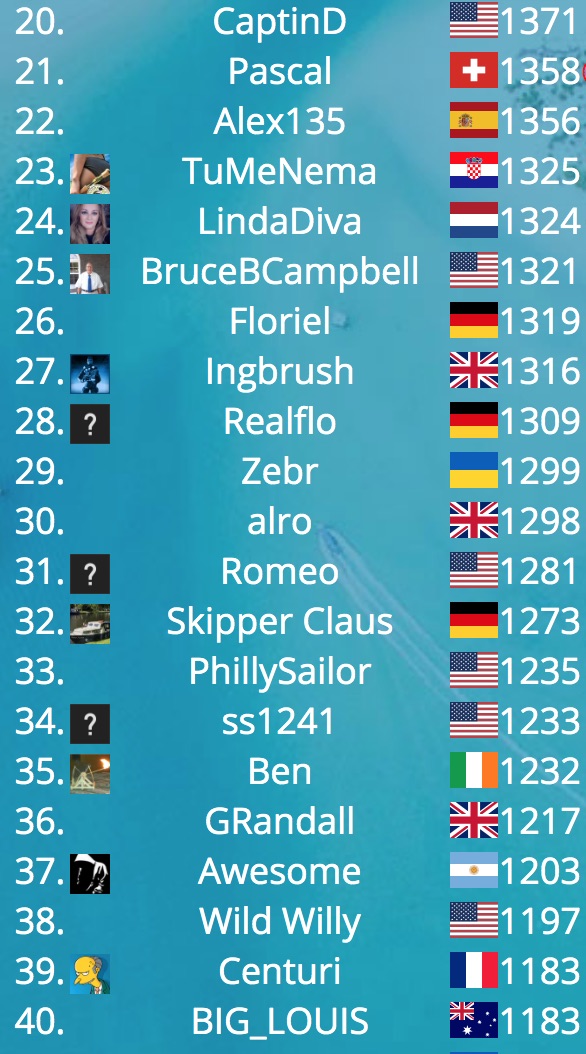 20. CaptinD 1371
21. Pascal 1358
22. Alex135 1356
23. TuMeNema 1325
24. LindaDiva 1324
25. BruceBCampbell 1321
26. Floriel 1319
27. Ingbrush 1316
28. ? Realflo 1309
29. Zebr 1299
30. alro 1298
31. ? Romeo 1281
32. Skipper Claus 1273
33. PhillySailor 1235
34. ? ss1241 1233
35. Ben 1232
36. GRandall 1217
37. Awesome 1203
38. Wild Willy 1197
39. Centuri 1183
40. BIG_LOUIS 1183